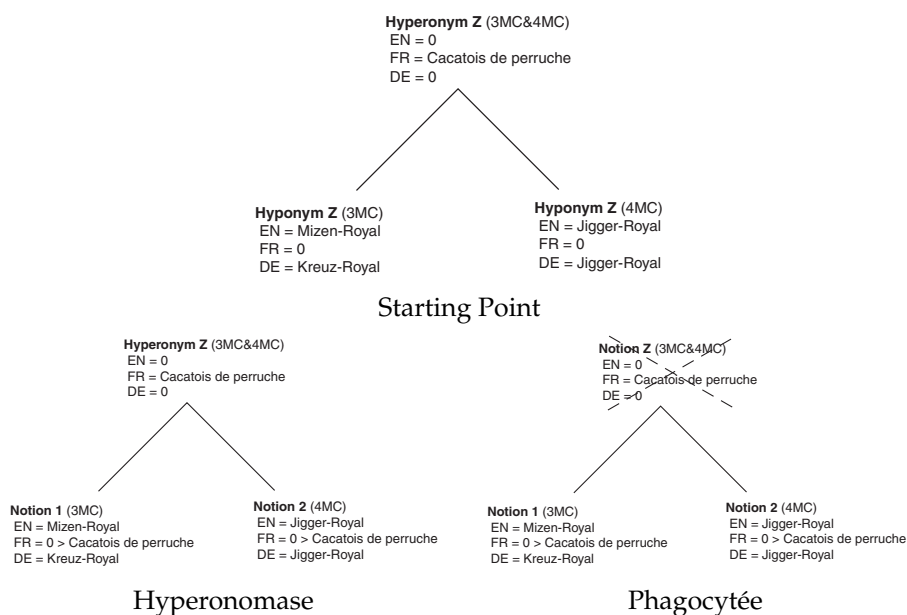 Hyperonym Z (3MC&4MC)
EN = 0
FR = Cacatois de perruche
DE = 0
Hyponym Z (3MC)
EN = Mizen-Royal
FR = 0
DE = Kreuz-Royal
Hyponym Z (4MC)
EN = Jigger-Royal
FR = 0
DE = Jigger-Royal
Starting Point
Hyperonym Z (3MC&4MC)
EN = 0
FR = Cacatois de perruche
DE = 0
Notion 1 (3MC)
EN = Mizen-Royal
FR = 0 > Cacatois de perruche
DE = Kreuz-Royal
Notion 2 (4MC)
EN = Jigger-Royal
FR = 0 > Cacatois de perruche
DE = Jigger-Royal
Hyperonomase
Notion Z (3MC&4MC)
EN = 0
FR = Cacatois de perruche
DE = 0
Notion 1 (3MC)
EN = Mizen-Royal
FR = 0 > Cacatois de perruche
DE = Kreuz-Royal
Notion 2 (4MC)
EN = Jigger-Royal
FR = 0 > Cacatois de perruche
DE = Jigger-Royal
Phagocytée